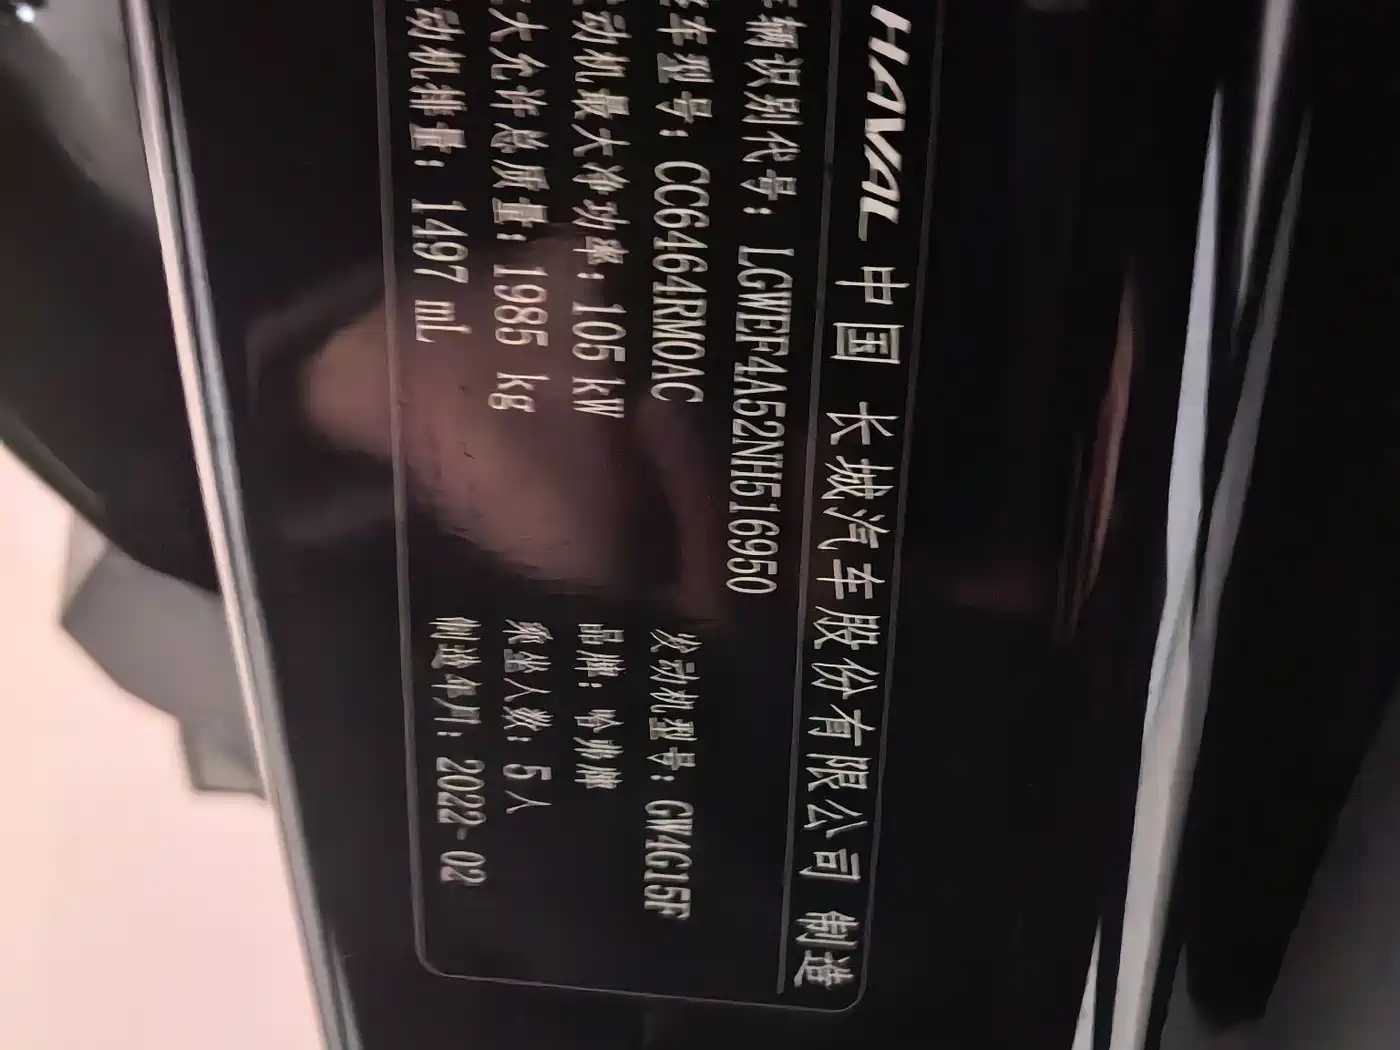 HAVAL 中国 长城汽车股份有限公司 制造
车辆识别代号：LGWEF4A52NH516950
车型号：CC6464RM0AC 发动机型号：GW4G15F
动机最大净功率：105 kW 品牌：哈弗牌
大允许总质量：1985 kg 乘坐人数：5人
动机排量：1497 mL 制造年月：2022-02